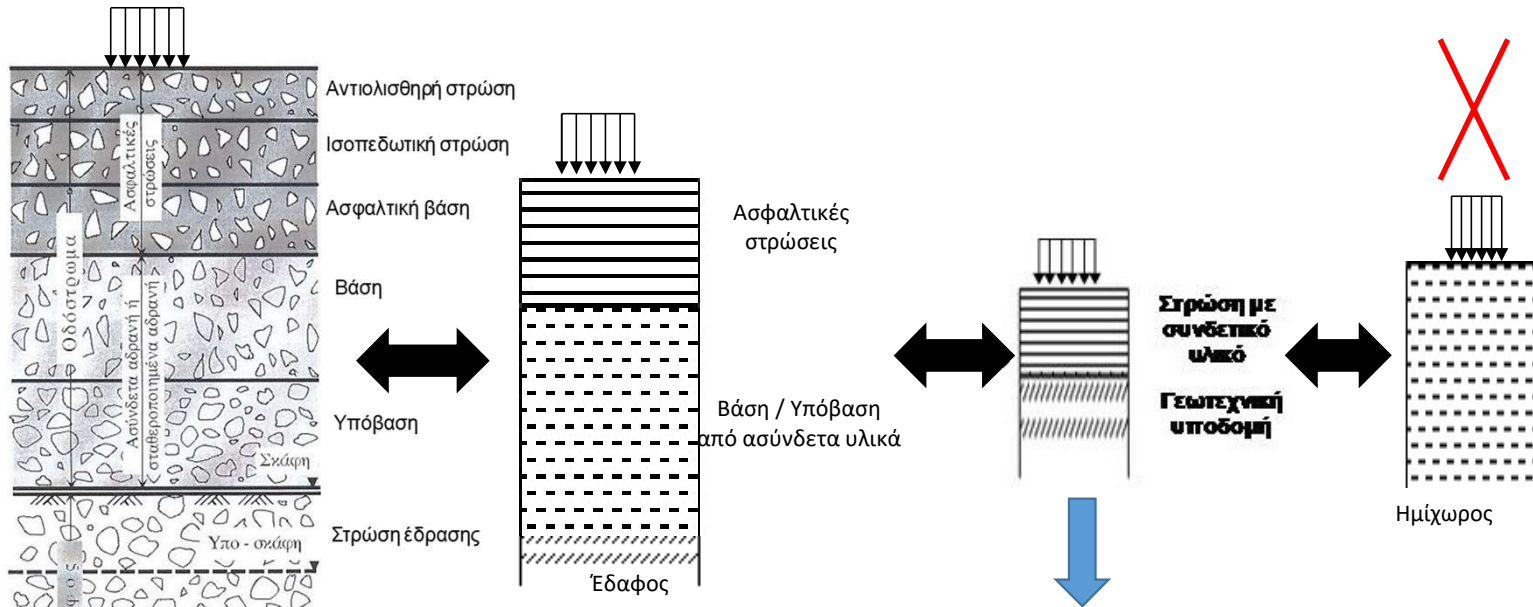 Αντιολισθηρή στρώση
Ισοπεδωτική στρώση
Ασφαλτική βάση
Βάση
Υπόβαση
Στρώση έδρασης
Ασφαλτικές
στρώσεις
Οδόστρωμα
Ασύνδετα αδρανή ή
σταθεροποιημένα αδρανή
Σκάφη
Υπο - σκάφη
Ασφαλτικές
στρώσεις
Βάση / Υπόβαση
από ασύνδετα υλικά
Έδαφος
Στρώση με
συνδετικό
υλικό
Γεωτεχνική
υποδομή
Ημίχωρος